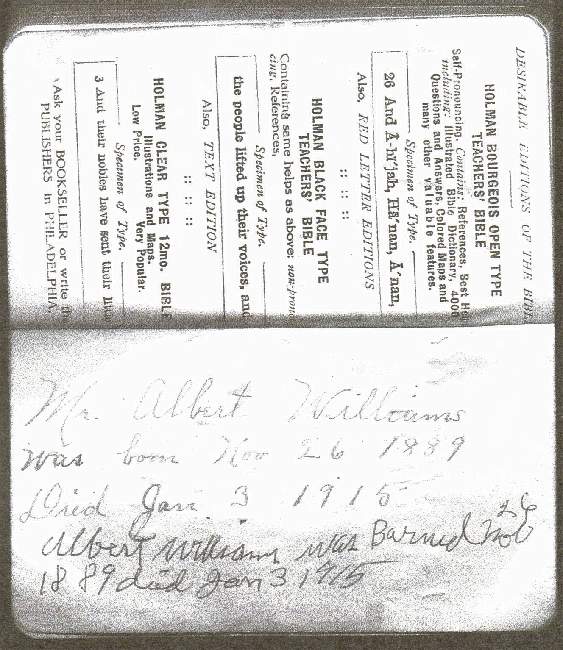 DESIRABLE EDITIONS OF THE BIBLE
HOLMAN BOURGEOIS OPEN TYPE
TEACHERS' BIBLE
Self-Pronouncing. Contains: References, Best
including: Illustrated Bible Dictionary, 4000
Questions and Answers, Colored Maps and
many other valuable features.
Specimen of Type.
26 And Ā-hī´jah, Hā´nan, Ā´nan,
Also, RED LETTER EDITIONS
:: :: ::
HOLMAN BLACK FACE TYPE
TEACHERS' BIBLE
Containing same helps as above; non-pron
cing. References.
Specimen of Type.
the people lifted up their voices, and
Also, TEXT EDITION
:: :: ::
HOLMAN CLEAR TYPE 12mo. BIBLE
Illustrations and Maps.
Low Price. Very Popular.
Specimen of Type.
3 And their nobles have sent their litt
Ask your BOOKSELLER or write the
PUBLISHERS in PHILADELPHIA
Mr. Albert Williams
was born Nov 26 1889
Died Jan. 3 1915
26
Albert William was Barned Nov
1889 died Jan 3 1915